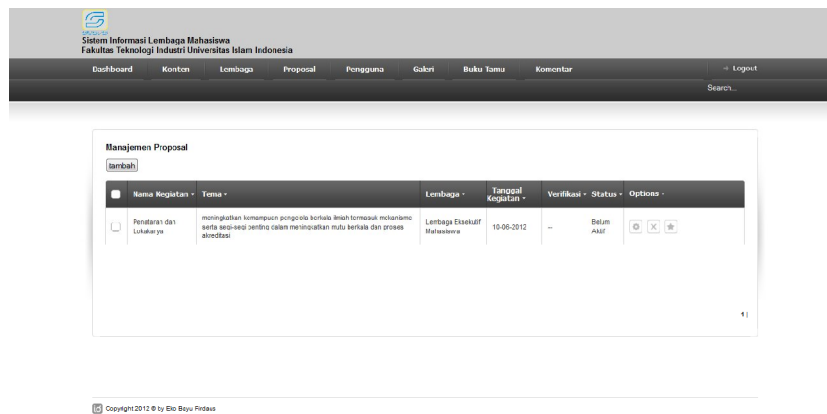 Sistem Informasi Lembaga Mahasiswa
Fakultas Teknologi Industri Universitas Islam Indonesia
Dashboard Konten Lembaga Proposal Pengguna Galeri Buku Tamu Komentar Logout
Search...
Manajemen Proposal
tambah
Nama Kegiatan Tema Lembaga Tanggal Kegiatan Verifikasi Status Options
Penataran dan Lokakarya
meningkatkan kemampuan pengelola berkala ilmiah termasuk mekanisme
serta segi-segi penting dalam meningkatkan mutu berkala dan proses
akreditasi
Lembaga Eksekutif
Mahasiswa
10-06-2012
--
Belum
Aktif
X
1 |
Copyright 2012 © by Eko Bayu Firdaus